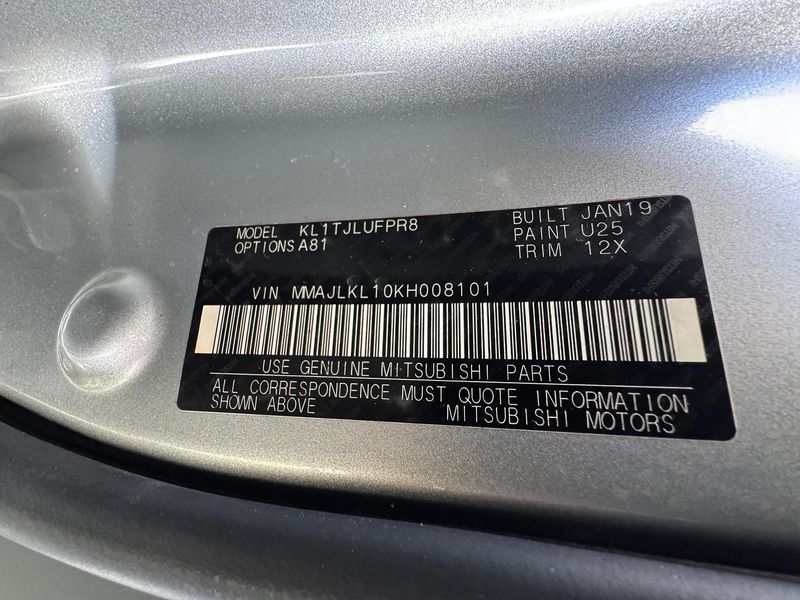 MODEL KL1TJLUFPR8 BUILT JAN19
OPTIONS A81 PAINT U25
TRIM 12X
VIN MMAJLKL10KH008101
USE GENUINE MITSUBISHI PARTS
ALL CORRESPONDENCE MUST QUOTE INFORMATION
SHOWN ABOVE MITSUBISHI MOTORS